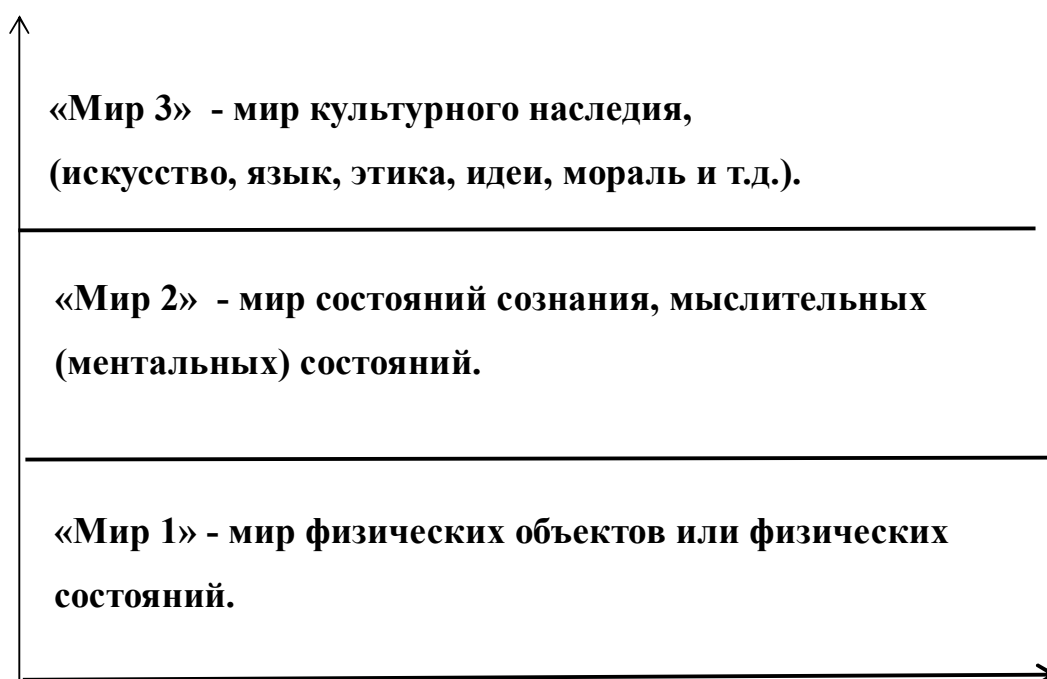 «Мир 3»  - мир культурного наследия,
(искусство, язык, этика, идеи, мораль и т.д.).
«Мир 2»  - мир состояний сознания, мыслительных
(ментальных) состояний.
«Мир 1» - мир физических объектов или физических
состояний.